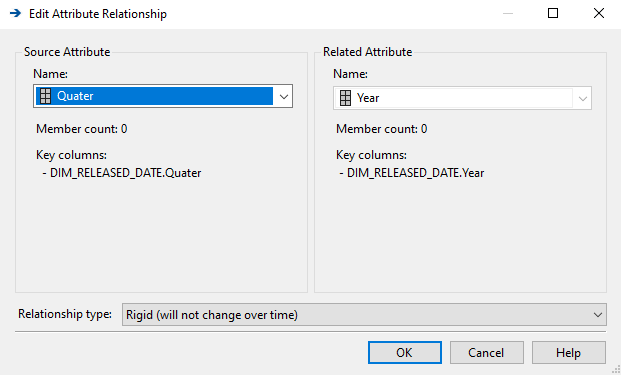 Edit Attribute Relationship
Source Attribute
Name:
Quater
Member count: 0
Key columns:
- DIM_RELEASED_DATE.Quater
Related Attribute
Name:
Year
Member count: 0
Key columns:
- DIM_RELEASED_DATE.Year
Relationship type: Rigid (will not change over time)
OK Cancel Help